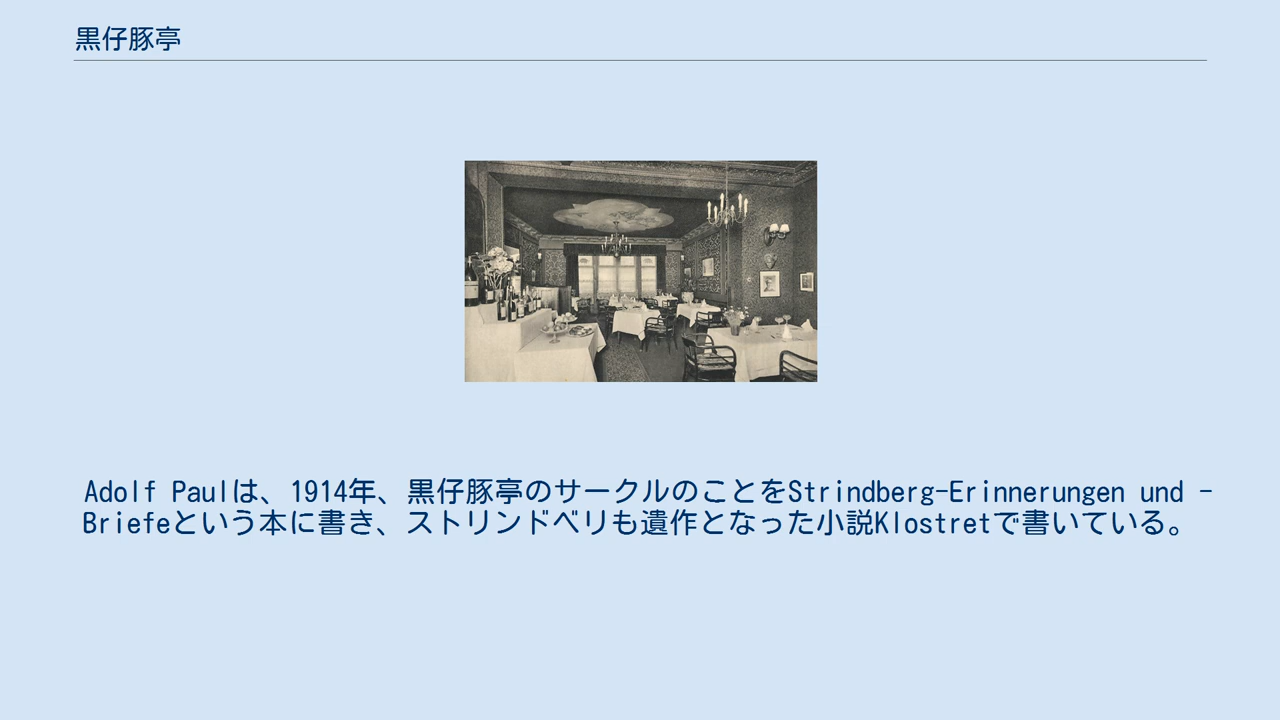 黒仔豚亭
Adolf Paulは、1914年、黒仔豚亭のサークルのことをStrindberg-Erinnerungen und -
Briefeという本に書き、ストリンドベリも遺作となった小説Klostretで書いている。